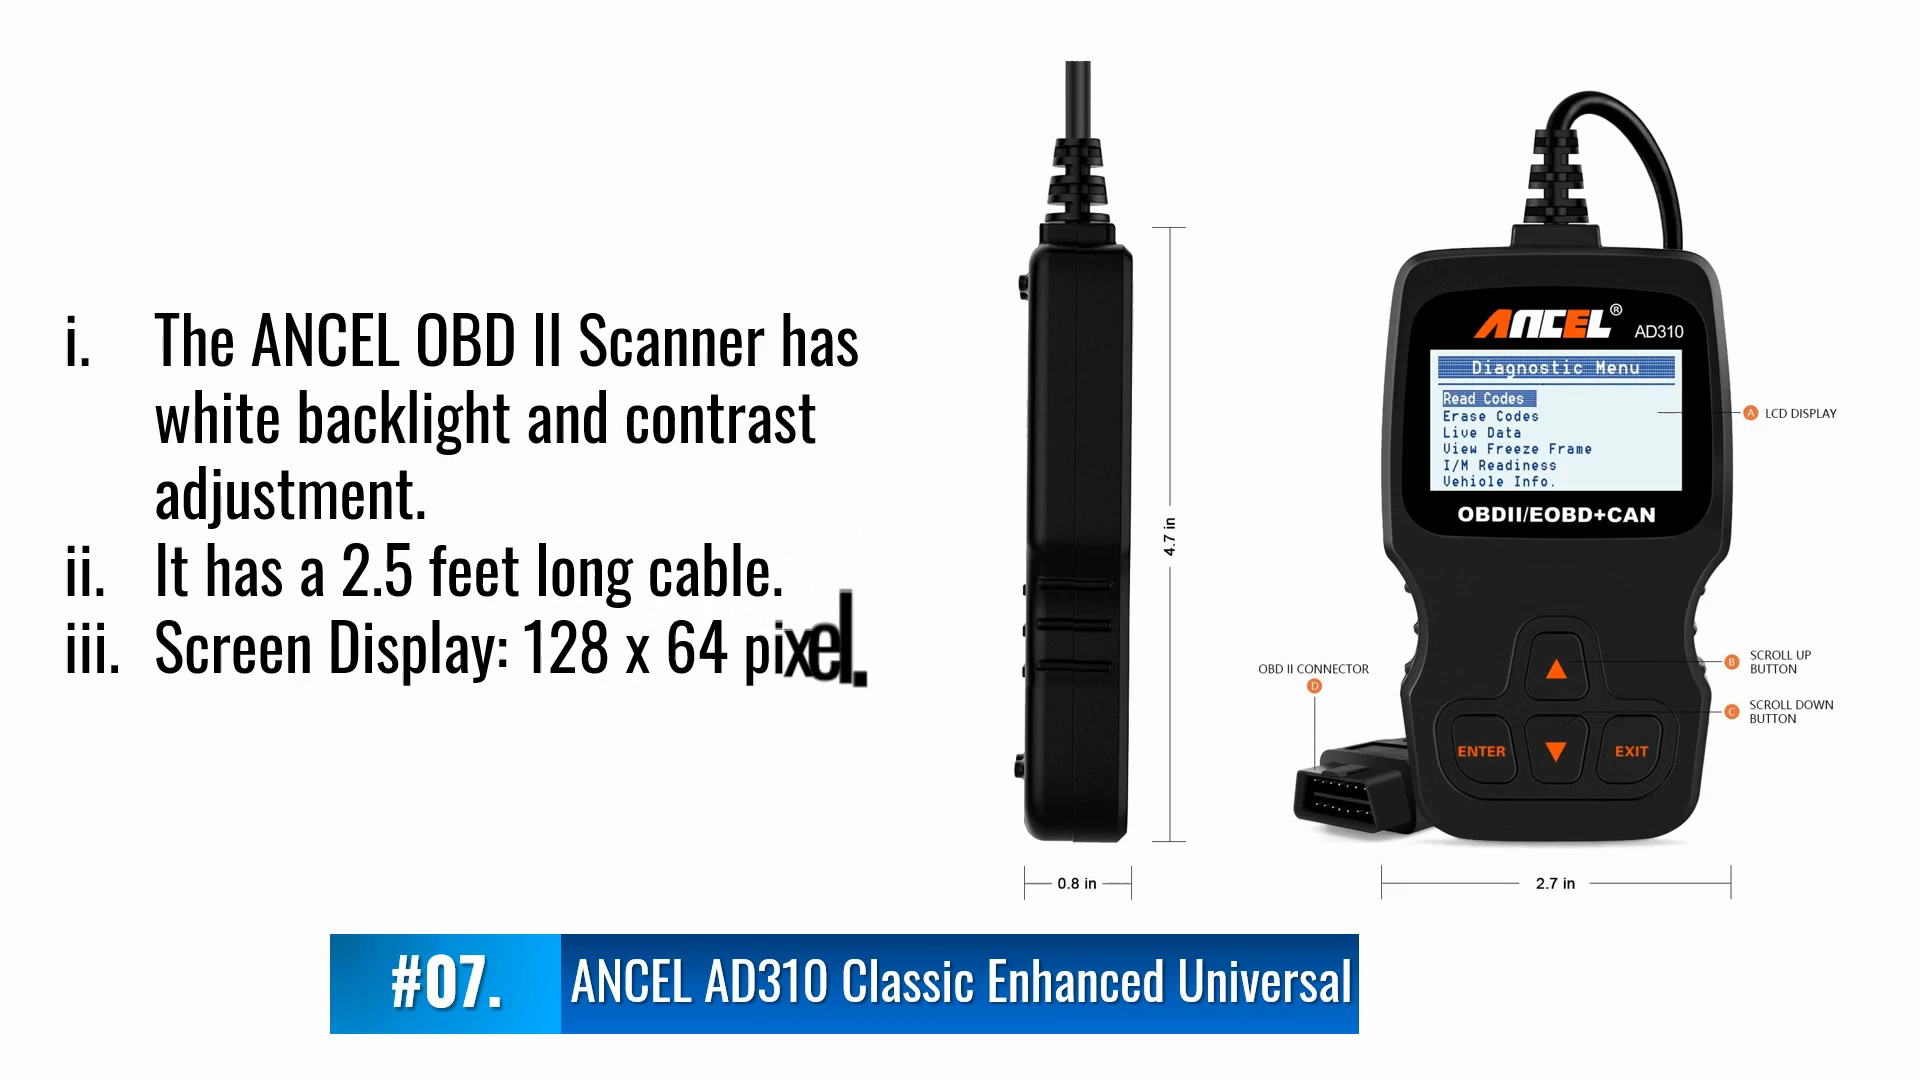 i. The ANCEL OBD II Scanner has
white backlight and contrast
adjustment.
ii. It has a 2.5 feet long cable.
iii. Screen Display: 128 x 64 pixel.
4.7 in
0.8 in
ANCEL® AD310
Diagnostic Menu
Read Codes
Erase Codes
Live Data
View Freeze Frame
I/M Readiness
Vehiole Info.
OBDII/EOBD+CAN
A LCD DISPLAY
B SCROLL UP
BUTTON
C SCROLL DOWN
BUTTON
OBD II CONNECTOR
D
ENTER
EXIT
2.7 in
#07. ANCEL AD310 Classic Enhanced Universal